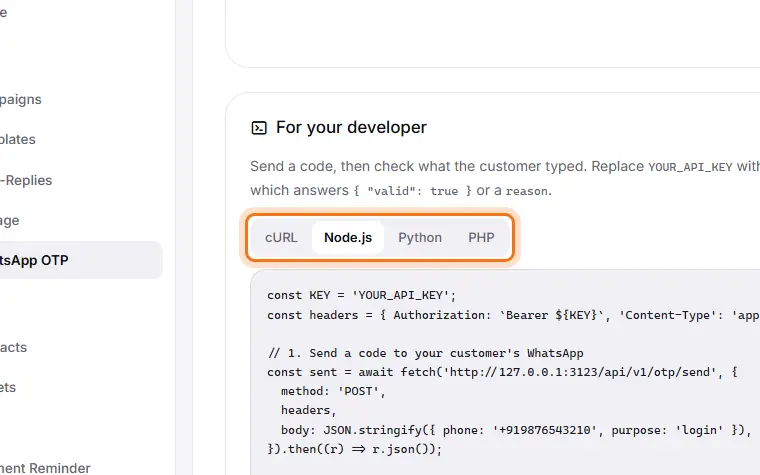 e
paigns
plates
-Replies
age
tsApp OTP
acts
ets
ment Reminder
For your developer
Send a code, then check what the customer typed. Replace YOUR_API_KEY with
which answers { "valid": true } or a reason.
cURL Node.js Python PHP
const KEY = 'YOUR_API_KEY';
const headers = { Authorization: `Bearer ${KEY}`, 'Content-Type': 'app
// 1. Send a code to your customer's WhatsApp
const sent = await fetch('http://127.0.0.1:3123/api/v1/otp/send', {
  method: 'POST',
  headers,
  body: JSON.stringify({ phone: '+919876543210', purpose: 'login' }),
}).then((r) => r.json());